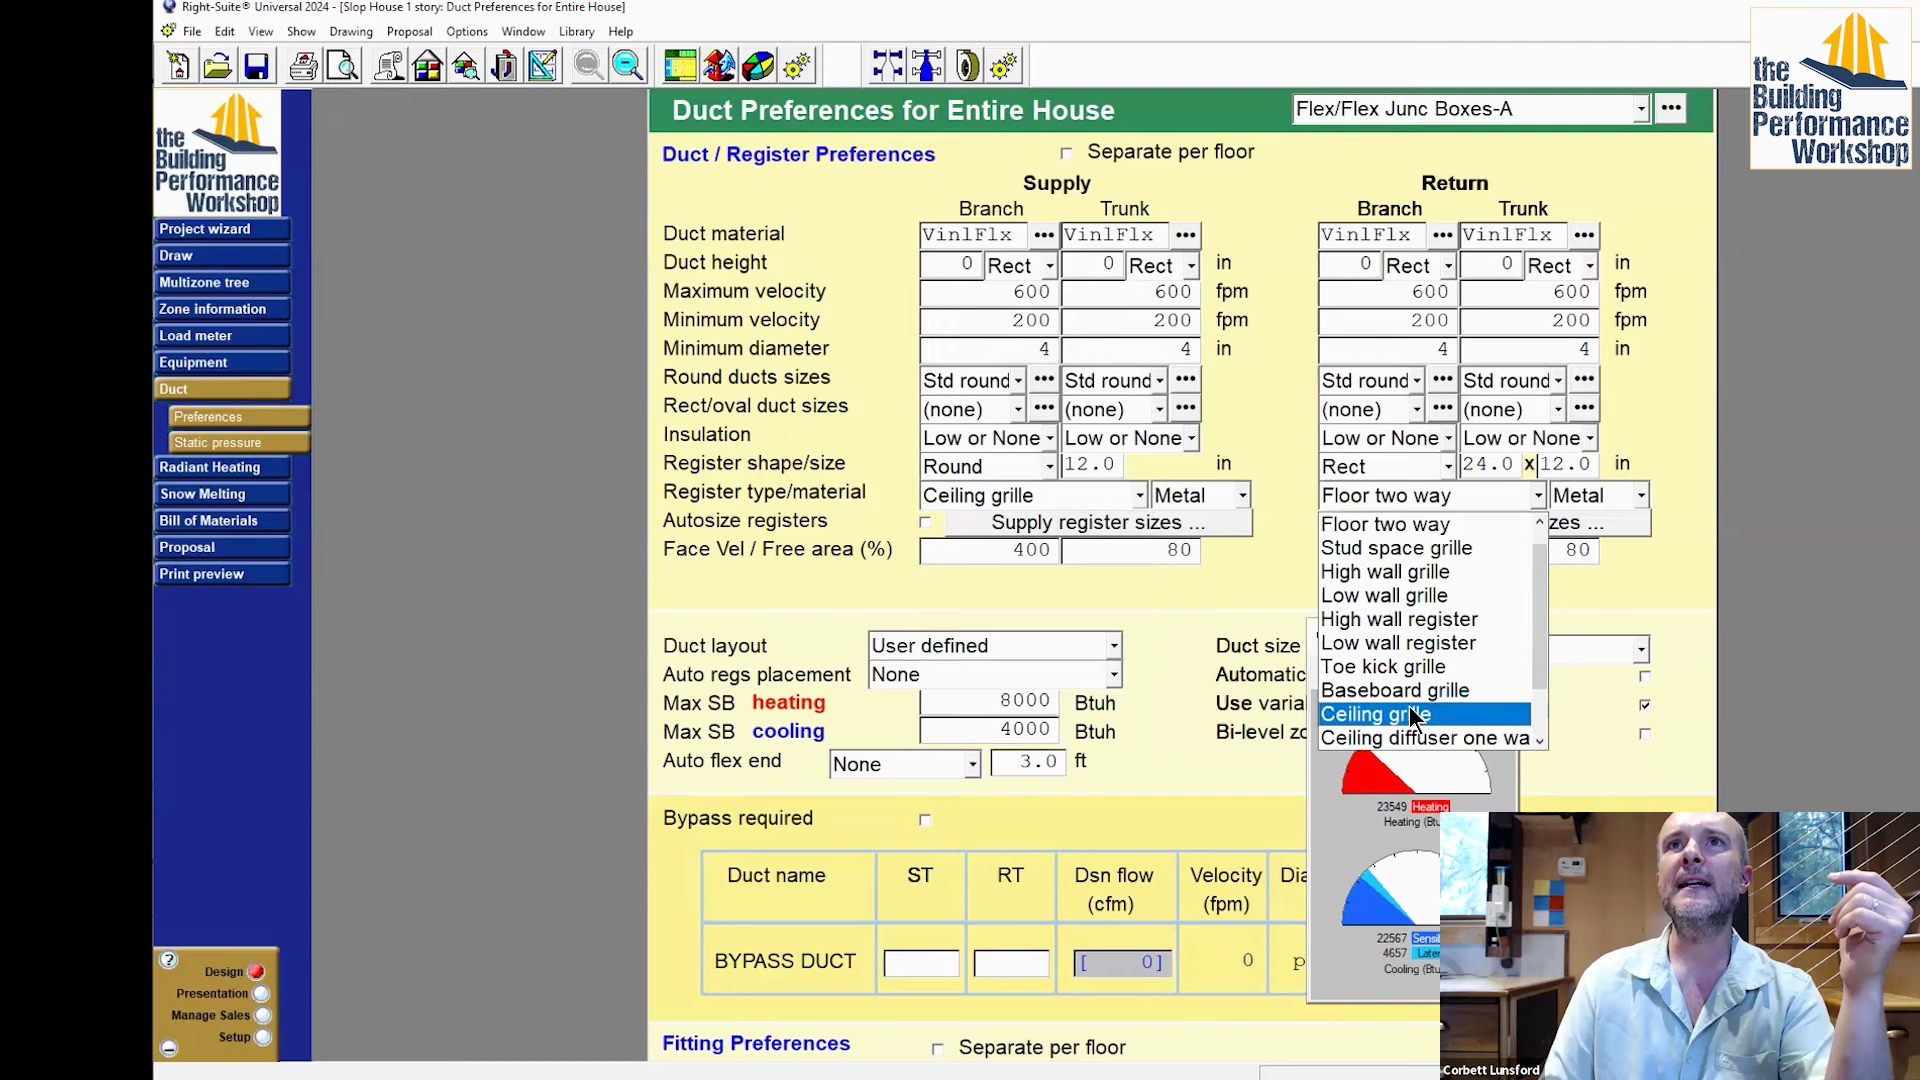 Right-Suite® Universal 2024 - [Slop House 1 story: Duct Preferences for Entire House]
File Edit View Show Drawing Proposal Options Window Library Help
the
Building
Performance
Workshop
the
Building
Performance
Workshop
Project wizard
Draw
Multizone tree
Zone information
Load meter
Equipment
Duct
Preferences
Static pressure
Radiant Heating
Snow Melting
Bill of Materials
Proposal
Print preview
Design
Presentation
Manage Sales
Setup
Duct Preferences for Entire House Flex/Flex Junc Boxes-A
Duct / Register Preferences Separate per floor
Supply Return
Branch Trunk Branch Trunk
Duct material VinlFlx VinlFlx VinlFlx VinlFlx
Duct height 0 Rect 0 Rect in 0 Rect 0 Rect in
Maximum velocity 600 600 fpm 600 600 fpm
Minimum velocity 200 200 fpm 200 200 fpm
Minimum diameter 4 4 in 4 4 in
Round ducts sizes Std round Std round Std round Std round
Rect/oval duct sizes (none) (none) (none) (none)
Insulation Low or None Low or None Low or None Low or None
Register shape/size Round 12.0 in Rect 24.0 x 12.0 in
Register type/material Ceiling grille Metal Floor two way Metal
Autosize registers Supply register sizes ... zes ...
Face Vel / Free area (%) 400 80 80
Floor two way
Stud space grille
High wall grille
Low wall grille
High wall register
Low wall register
Toe kick grille
Baseboard grille
Ceiling grille
Ceiling diffuser one wa
Duct layout User defined Duct size
Auto regs placement None Automatic
Max SB heating 8000 Btuh Use varia
Max SB cooling 4000 Btuh Bi-level zo
Auto flex end None 3.0 ft
23549 Heating
Heating (Btu
22567 Sensi
4657 Late
Cooling (Btu
Bypass required
Duct name ST RT Dsn flow (cfm) Velocity (fpm) Dia
BYPASS DUCT [ 0] 0 p
Fitting Preferences Separate per floor
Corbett Lunsford